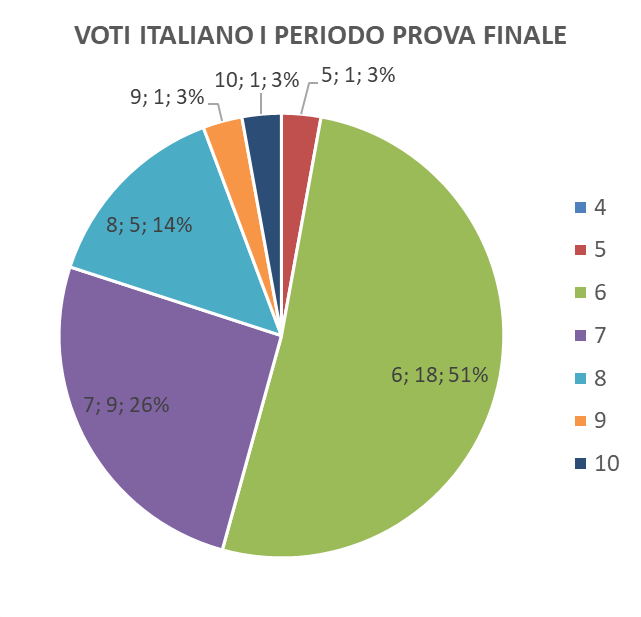 VOTI ITALIANO I PERIODO PROVA FINALE
10; 1; 3%
5; 1; 3%
9; 1; 3%
8; 5; 14%
6; 18; 51%
7; 9; 26%
4
5
6
7
8
9
10